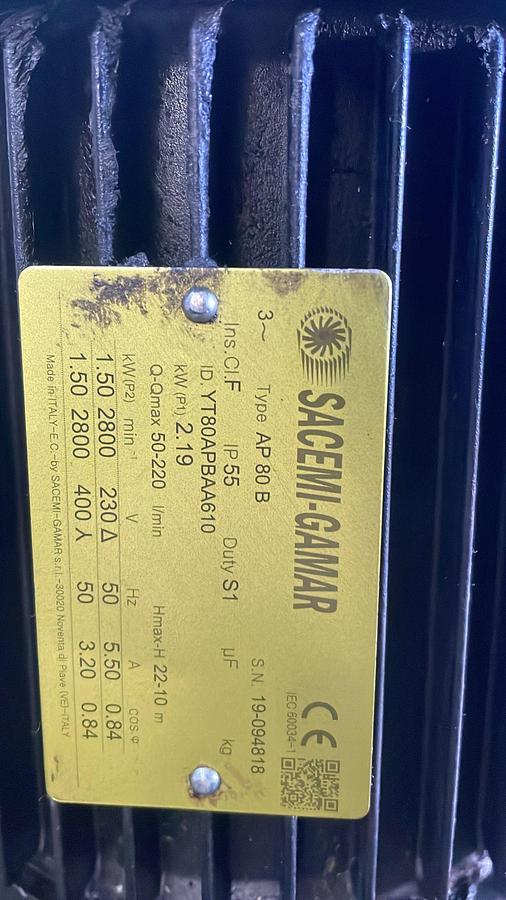 SACEMI-GAMAR
CE
IEC 60034-1
3~ Type AP 80 B S.N. 19-094818
Ins.Cl.F IP 55 Duty S1 µF kg
ID. YT80APBAA610
kW (P1) 2.19
Q-Qmax 50-220 l/min Hmax-H 22-10 m
kW(P2) min⁻¹ V Hz A cos φ
1.50 2800 230 Δ 50 5.50 0.84
1.50 2800 400 ⅄ 50 3.20 0.84
Made in ITALY-E.O.-by SACEMI-GAMAR s.r.l.-30020 Noventa di Piave (VE)-ITALY